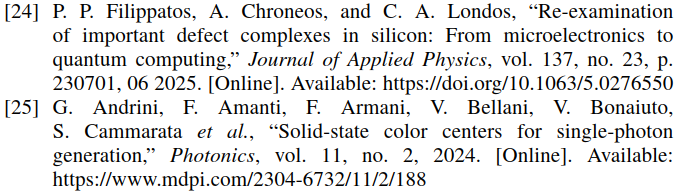 [24] P. P. Filippatos, A. Chroneos, and C. A. Londos, “Re-examination
of important defect complexes in silicon: From microelectronics to
quantum computing,” Journal of Applied Physics, vol. 137, no. 23, p.
230701, 06 2025. [Online]. Available: https://doi.org/10.1063/5.0276550
[25] G. Andrini, F. Amanti, F. Armani, V. Bellani, V. Bonaiuto,
S. Cammarata et al., “Solid-state color centers for single-photon
generation,” Photonics, vol. 11, no. 2, 2024. [Online]. Available:
https://www.mdpi.com/2304-6732/11/2/188